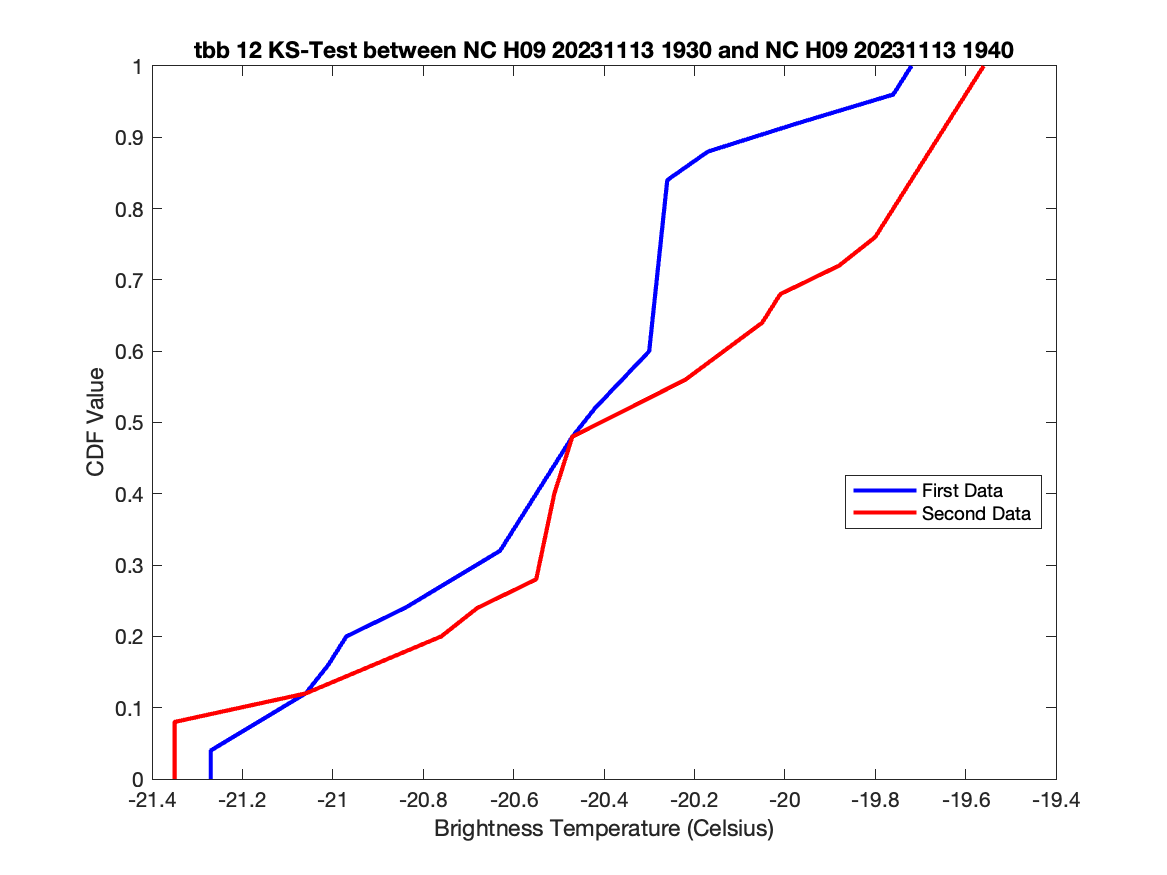 tbb 12 KS-Test between NC H09 20231113 1930 and NC H09 20231113 1940
1
0.9
0.8
0.7
0.6
0.5
0.4
0.3
0.2
0.1
0
CDF Value
First Data
Second Data
-21.4 -21.2 -21 -20.8 -20.6 -20.4 -20.2 -20 -19.8 -19.6 -19.4
Brightness Temperature (Celsius)